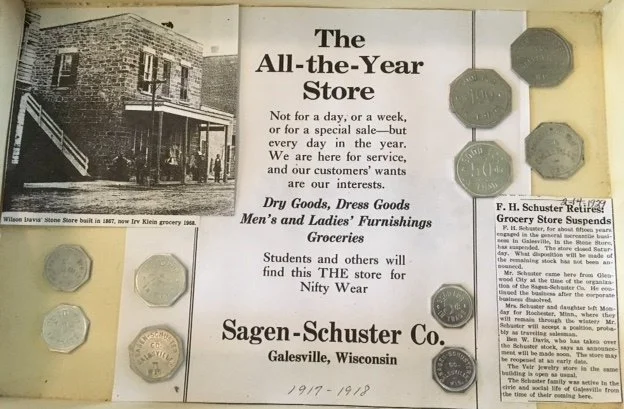 The
All-the-Year
Store
Not for a day, or a week,
or for a special sale—but
every day in the year.
We are here for service,
and our customers' wants
are our interests.
Dry Goods, Dress Goods
Men's and Ladies' Furnishings
Groceries
Students and others will
find this THE store for
Nifty Wear
Sagen-Schuster Co.
Galesville, Wisconsin
1917-1918
Wilson Davis' Stone Store built in 1867, now Irv Klein grocery 1968.
F. H. Schuster Retires!
Grocery Store Suspends
F. H. Schuster, for about fifteen years
engaged in the general mercantile busi-
ness in Galesville, in the Stone Store,
has suspended. The store closed Satur-
day. What disposition will be made of
the remaining stock has not been an-
nounced.
Mr. Schuster came here from Glen-
wood City at the time of the organiza-
tion of the Sagen-Schuster Co. He con-
tinued the business after the corporate
business dissolved.
Mrs. Schuster and daughter left Mon-
day for Rochester, Minn., where they
will remain through the winter. Mr.
Schuster will accept a position, probab-
ly as traveling salesman.
Ben W. Davis, who has taken over
the Schuster stock, says an announce-
ment will be made soon. The store may
be reopened at an early date.
The Veir jewelry store in the same
building is open as usual.
The Schuster family was active in the
civic and social life of Galesville from
the time of their coming here.
SAGEN-SCHUSTER
CO.
GALESVILLE